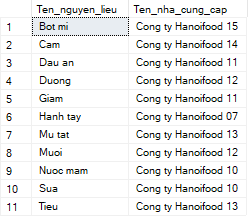 Ten_nguyen_lieu Ten_nha_cung_cap
1 Bot mi Cong ty Hanoifood 15
2 Cam Cong ty Hanoifood 14
3 Dau an Cong ty Hanoifood 11
4 Duong Cong ty Hanoifood 12
5 Giam Cong ty Hanoifood 11
6 Hanh tay Cong ty Hanoifood 07
7 Mu tat Cong ty Hanoifood 13
8 Muoi Cong ty Hanoifood 12
9 Nuoc mam Cong ty Hanoifood 10
10 Sua Cong ty Hanoifood 10
11 Tieu Cong ty Hanoifood 13